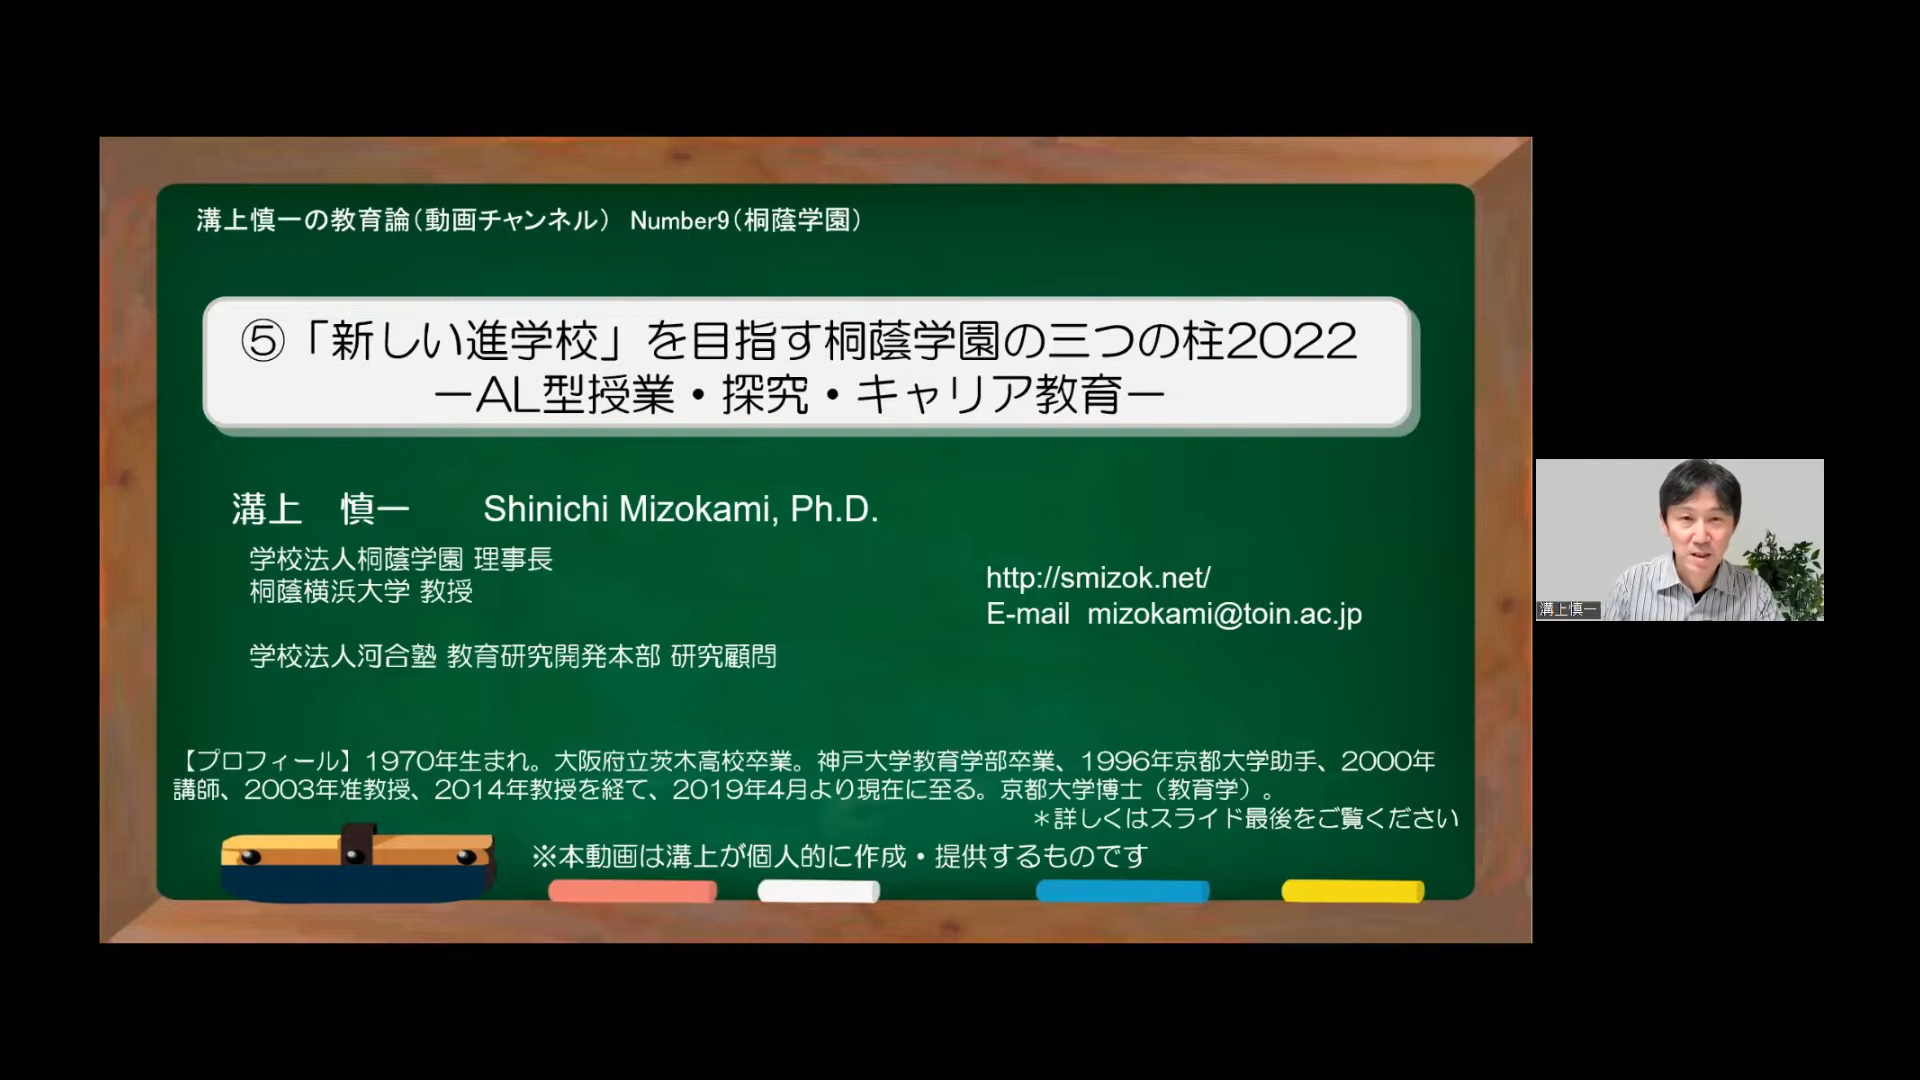 溝上慎一の教育論（動画チャンネル） Number9（桐蔭学園）
⑤「新しい進学校」を目指す桐蔭学園の三つの柱2022
ーAL型授業・探究・キャリア教育ー
溝上 慎一 Shinichi Mizokami, Ph.D.
学校法人桐蔭学園 理事長
桐蔭横浜大学 教授
http://smizok.net/
E-mail mizokami@toin.ac.jp
学校法人河合塾 教育研究開発本部 研究顧問
【プロフィール】1970年生まれ。大阪府立茨木高校卒業。神戸大学教育学部卒業、1996年京都大学助手、2000年
講師、2003年准教授、2014年教授を経て、2019年4月より現在に至る。京都大学博士（教育学）。
＊詳しくはスライド最後をご覧ください
※本動画は溝上が個人的に作成・提供するものです
溝上慎一